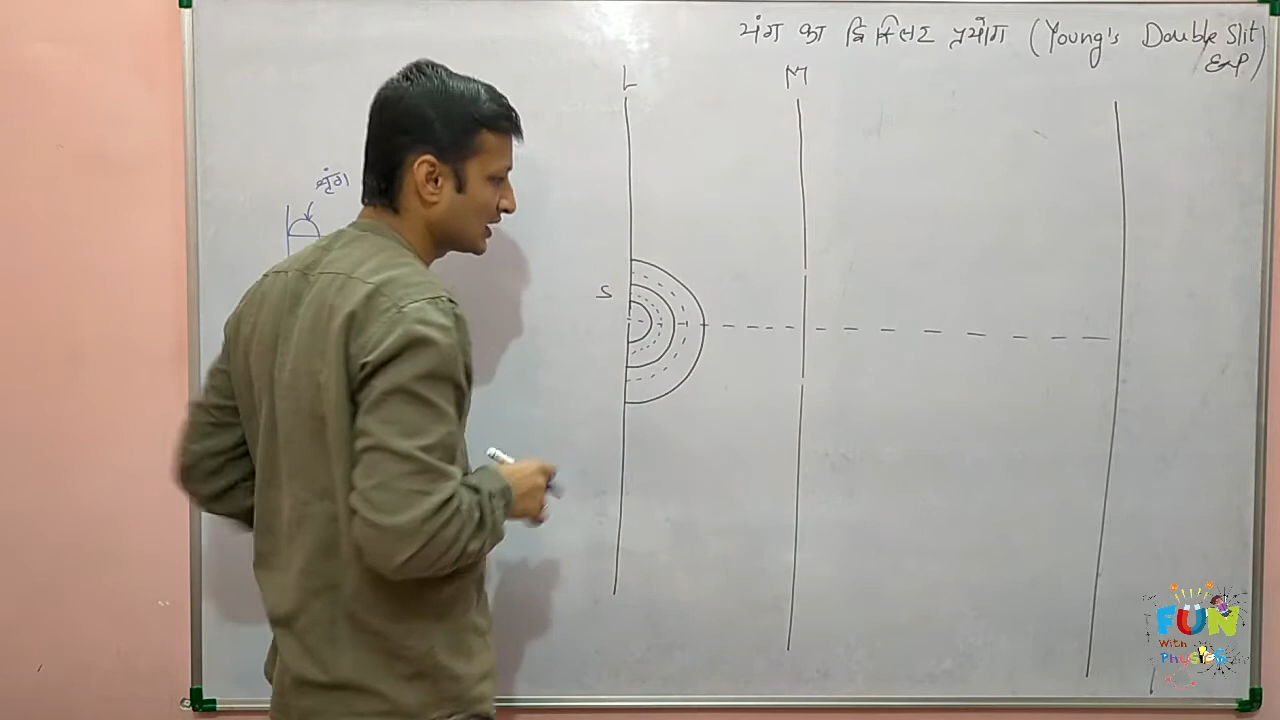 यंग का द्वि स्लिट प्रयोग (Young's Double Slit
Exp)
L
M
शृंग
S
FUN
With
Physics